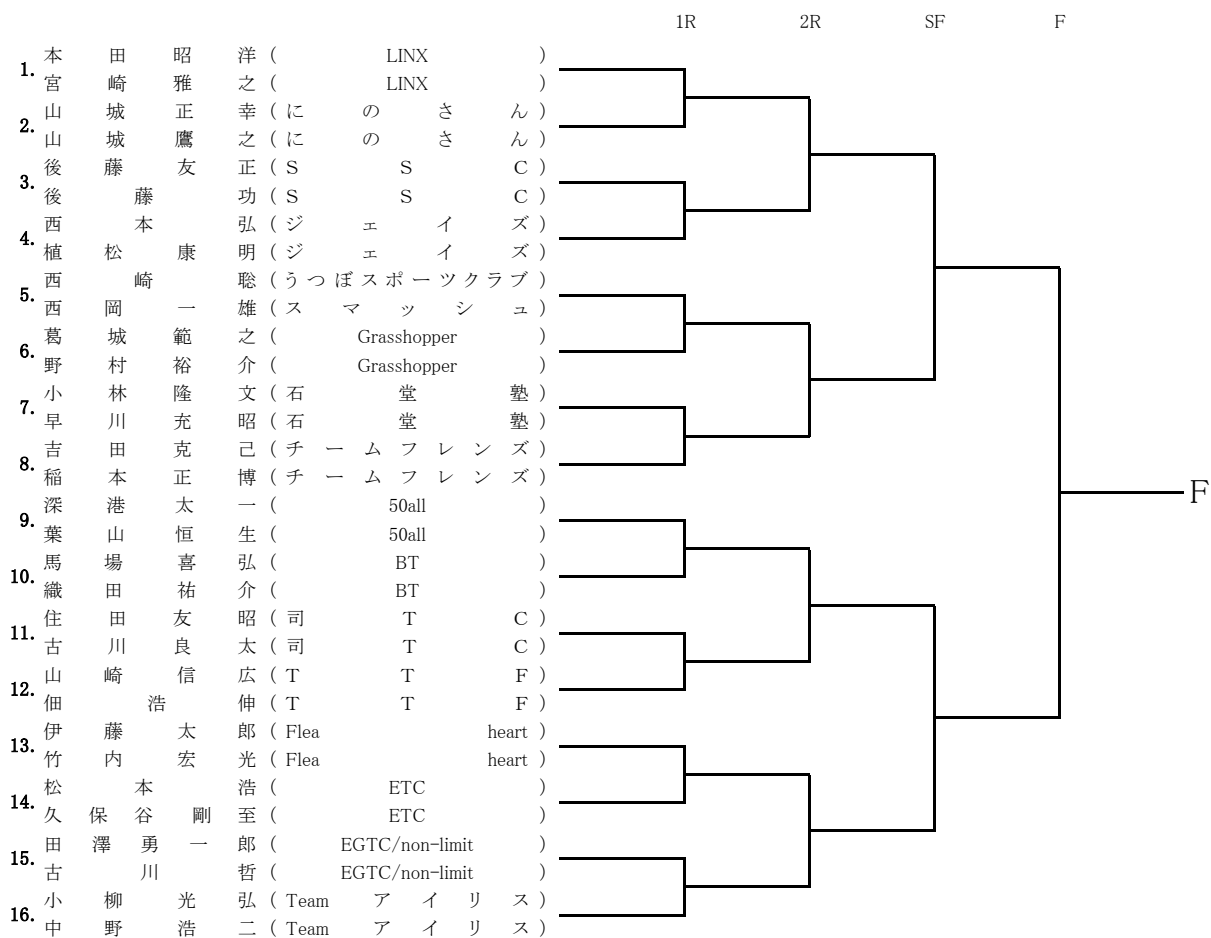 1R 2R SF F
本田昭洋 ( LINX )
1.
宮崎雅之 ( LINX )
山城正幸 ( にのさん )
2.
山城鷹之 ( にのさん )
後藤友正 ( SSC )
3.
後藤功 ( SSC )
西本弘 ( ジェイズ )
4.
植松康明 ( ジェイズ )
西崎聡 ( うつぼスポーツクラブ )
5.
西岡一雄 ( スマッシュ )
葛城範之 ( Grasshopper )
6.
野村裕介 ( Grasshopper )
小林隆文 ( 石堂塾 )
7.
早川充昭 ( 石堂塾 )
吉田克己 ( チームフレンズ )
8.
稲本正博 ( チームフレンズ )
深港太一 ( 50all )
9.
葉山恒生 ( 50all )
F
馬場喜弘 ( BT )
10.
織田祐介 ( BT )
住田友昭 ( 司TC )
11.
古川良太 ( 司TC )
山崎信広 ( TTF )
12.
佃浩伸 ( TTF )
伊藤太郎 ( Flea heart )
13.
竹内宏光 ( Flea heart )
松本浩 ( ETC )
14.
久保谷剛至 ( ETC )
田澤勇一郎 ( EGTC/non-limit )
15.
古川哲 ( EGTC/non-limit )
小柳光弘 ( Team アイリス )
16.
中野浩二 ( Team アイリス )